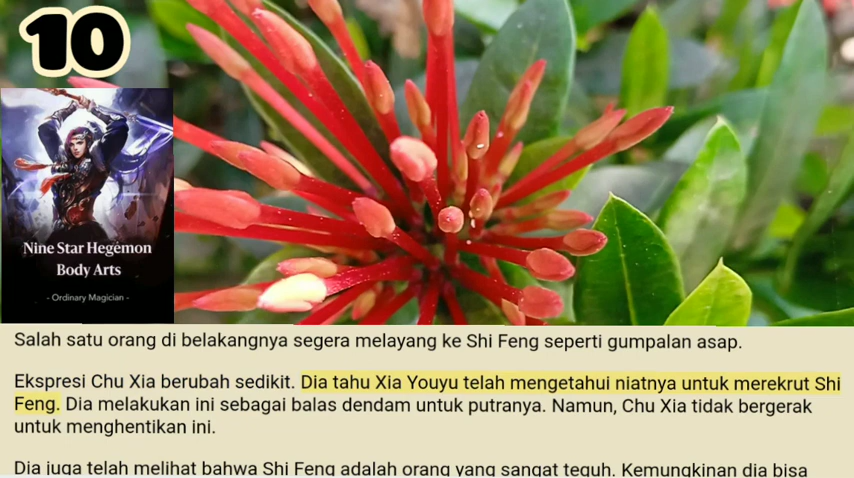 10
Nine Star Hegemon
Body Arts
- Ordinary Magician -
Salah satu orang di belakangnya segera melayang ke Shi Feng seperti gumpalan asap.
Ekspresi Chu Xia berubah sedikit. Dia tahu Xia Youyu telah mengetahui niatnya untuk merekrut Shi
Feng. Dia melakukan ini sebagai balas dendam untuk putranya. Namun, Chu Xia tidak bergerak
untuk menghentikan ini.
Dia juga telah melihat bahwa Shi Feng adalah orang yang sangat teguh. Kemungkinan dia bisa